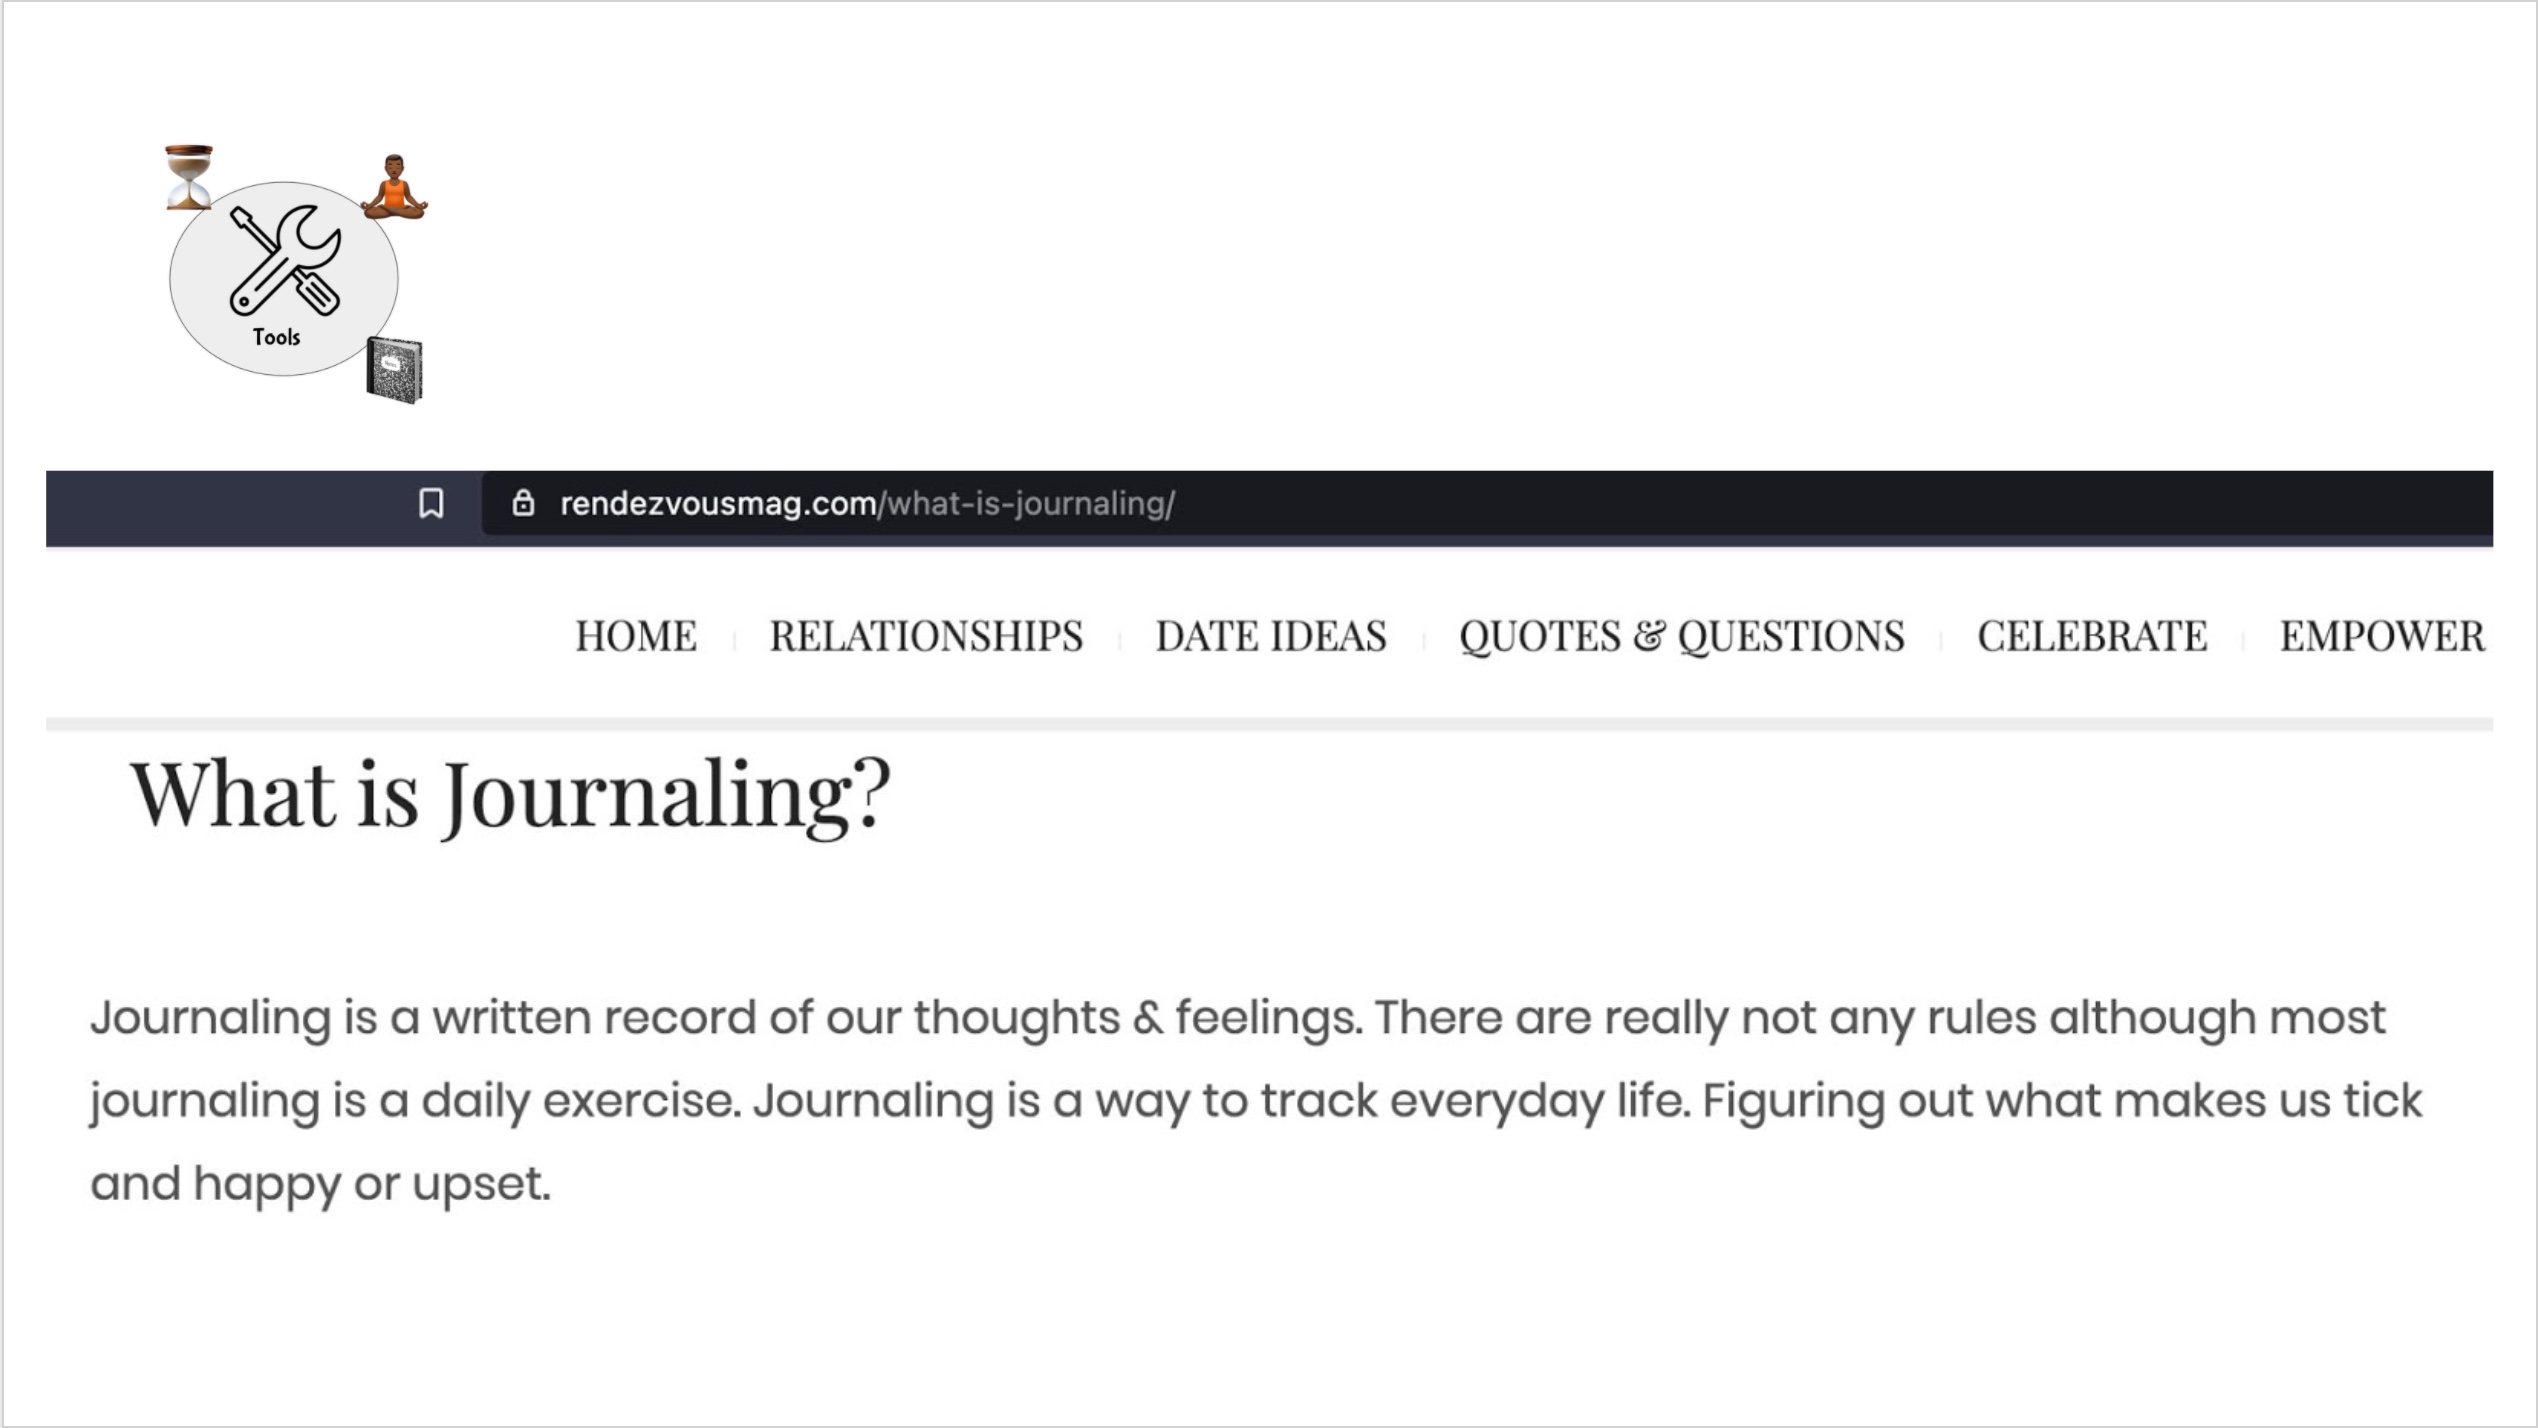 Tools
rendezvousmag.com/what-is-journaling/
HOME RELATIONSHIPS DATE IDEAS QUOTES & QUESTIONS CELEBRATE EMPOWER
What is Journaling?
Journaling is a written record of our thoughts & feelings. There are really not any rules although most
journaling is a daily exercise. Journaling is a way to track everyday life. Figuring out what makes us tick
and happy or upset.